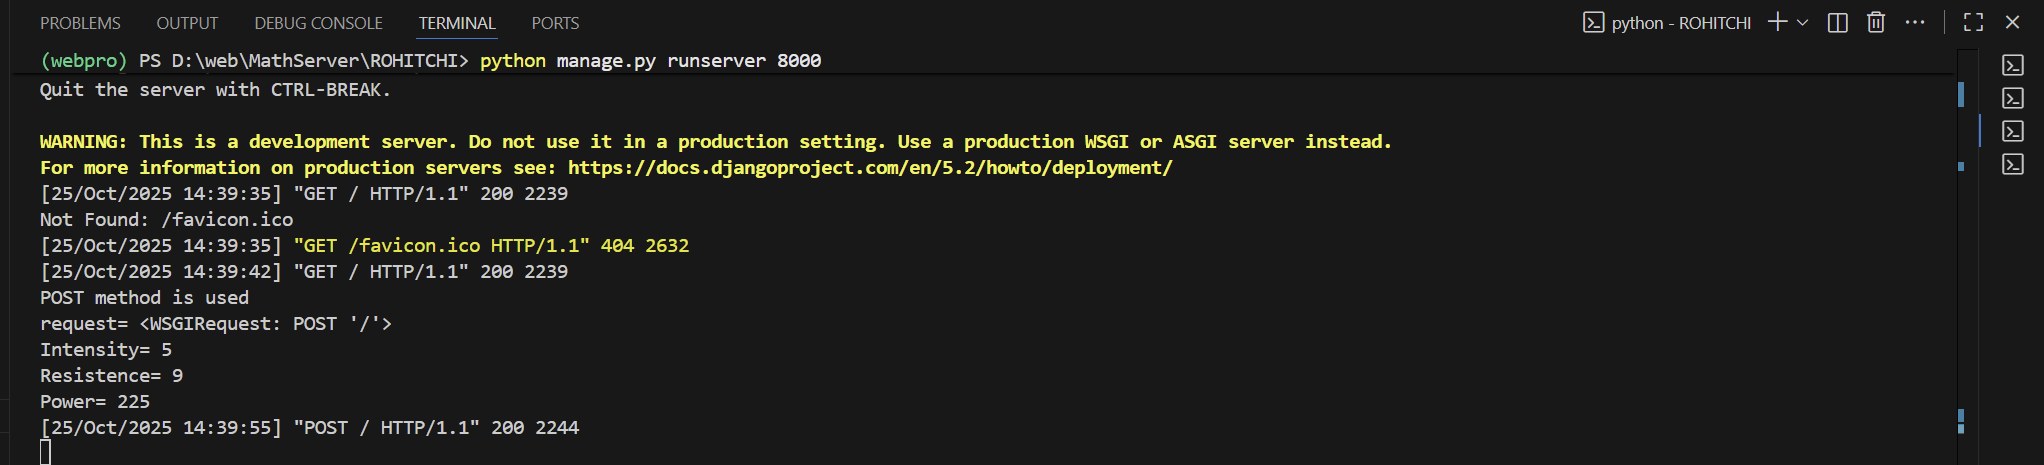 PROBLEMS OUTPUT DEBUG CONSOLE TERMINAL PORTS python - ROHITCHI
(webpro) PS D:\web\MathServer\ROHITCHI> python manage.py runserver 8000
Quit the server with CTRL-BREAK.
WARNING: This is a development server. Do not use it in a production setting. Use a production WSGI or ASGI server instead.
For more information on production servers see: https://docs.djangoproject.com/en/5.2/howto/deployment/
[25/Oct/2025 14:39:35] "GET / HTTP/1.1" 200 2239
Not Found: /favicon.ico
[25/Oct/2025 14:39:35] "GET /favicon.ico HTTP/1.1" 404 2632
[25/Oct/2025 14:39:42] "GET / HTTP/1.1" 200 2239
POST method is used
request= <WSGIRequest: POST '/'>
Intensity= 5
Resistence= 9
Power= 225
[25/Oct/2025 14:39:55] "POST / HTTP/1.1" 200 2244